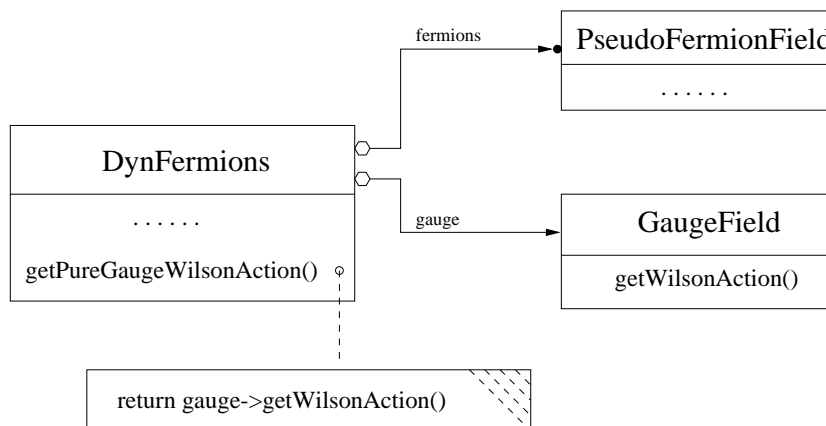 fermions
PseudoFermionField
. . . . . .
DynFermions
. . . . . .
getPureGaugeWilsonAction()
gauge
GaugeField
getWilsonAction()
return gauge->getWilsonAction()